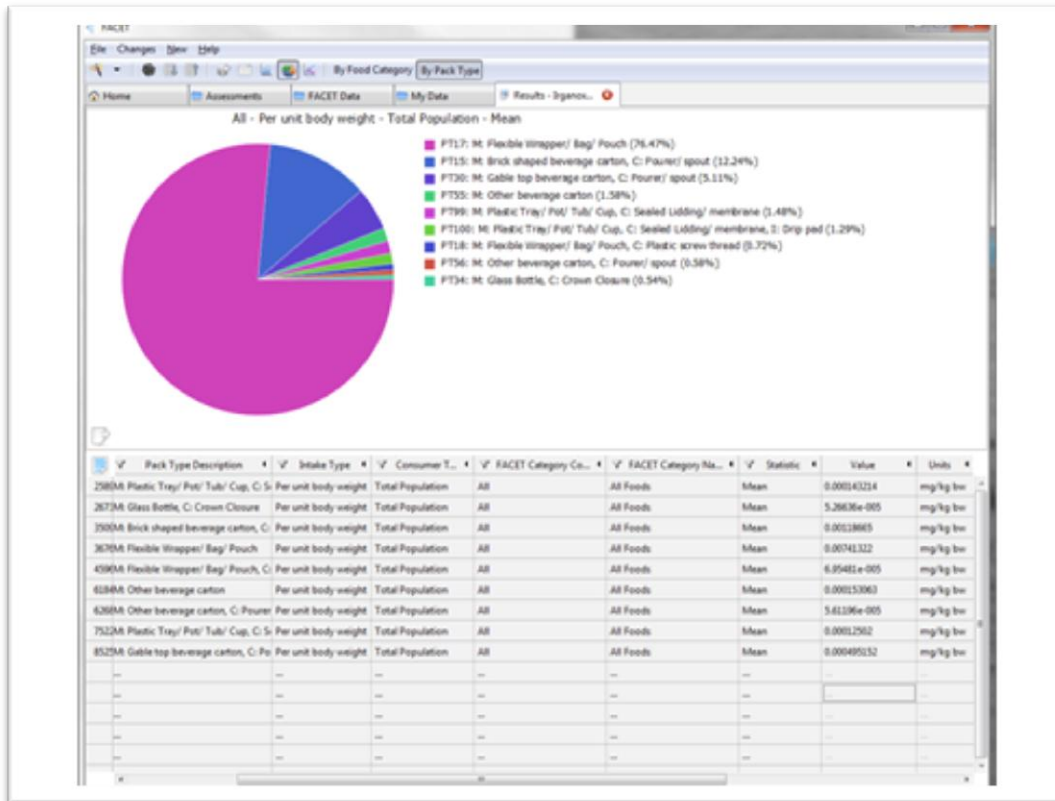 FACET
File Changes New Help
By Food Category By Pack Type
Home Assessments FACET Data My Data Results - Irganox...
All - Per unit body weight - Total Population - Mean
PT17: M: Flexible Wrapper/ Bag/ Pouch (76.47%)
PT15: M: Brick shaped beverage carton, C: Pourer/ spout (12.24%)
PT30: M: Gable top beverage carton, C: Pourer/ spout (5.11%)
PT55: M: Other beverage carton (1.58%)
PT99: M: Plastic Tray/ Pot/ Tub/ Cup, C: Sealed Lidding/ membrane (1.48%)
PT100: M: Plastic Tray/ Pot/ Tub/ Cup, C: Sealed Lidding/ membrane, I: Drip pad (1.29%)
PT18: M: Flexible Wrapper/ Bag/ Pouch, C: Plastic screw thread (0.72%)
PT56: M: Other beverage carton, C: Pourer/ spout (0.58%)
PT34: M: Glass Bottle, C: Crown Closure (0.54%)
Pack Type Description Intake Type Consumer T... FACET Category Co... FACET Category Na... Statistic Value Units
2580 M: Plastic Tray/ Pot/ Tub/ Cup, C: S Per unit body weight Total Population All All Foods Mean 0.000143214 mg/kg bw
2673 M: Glass Bottle, C: Crown Closure Per unit body weight Total Population All All Foods Mean 5.26636e-005 mg/kg bw
3509 M: Brick shaped beverage carton, C: Per unit body weight Total Population All All Foods Mean 0.00118665 mg/kg bw
3676 M: Flexible Wrapper/ Bag/ Pouch Per unit body weight Total Population All All Foods Mean 0.00741322 mg/kg bw
4596 M: Flexible Wrapper/ Bag/ Pouch, C: Per unit body weight Total Population All All Foods Mean 6.95481e-005 mg/kg bw
6184 M: Other beverage carton Per unit body weight Total Population All All Foods Mean 0.000153063 mg/kg bw
6268 M: Other beverage carton, C: Pourer Per unit body weight Total Population All All Foods Mean 5.61196e-005 mg/kg bw
7522 M: Plastic Tray/ Pot/ Tub/ Cup, C: S Per unit body weight Total Population All All Foods Mean 0.00012502 mg/kg bw
8525 M: Gable top beverage carton, C: Po Per unit body weight Total Population All All Foods Mean 0.000495152 mg/kg bw